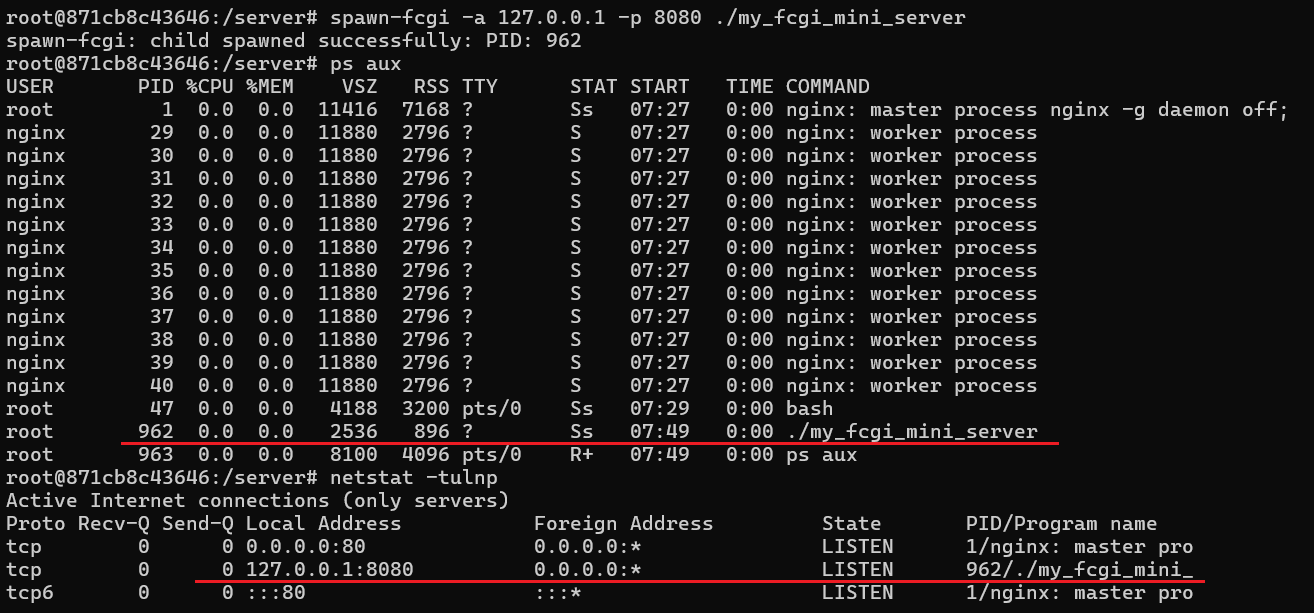 root@871cb8c43646:/server# spawn-fcgi -a 127.0.0.1 -p 8080 ./my_fcgi_mini_server
spawn-fcgi: child spawned successfully: PID: 962
root@871cb8c43646:/server# ps aux
USER       PID %CPU %MEM    VSZ   RSS TTY      STAT START   TIME COMMAND
root         1  0.0  0.0  11416  7168 ?        Ss   07:27   0:00 nginx: master process nginx -g daemon off;
nginx       29  0.0  0.0  11880  2796 ?        S    07:27   0:00 nginx: worker process
nginx       30  0.0  0.0  11880  2796 ?        S    07:27   0:00 nginx: worker process
nginx       31  0.0  0.0  11880  2796 ?        S    07:27   0:00 nginx: worker process
nginx       32  0.0  0.0  11880  2796 ?        S    07:27   0:00 nginx: worker process
nginx       33  0.0  0.0  11880  2796 ?        S    07:27   0:00 nginx: worker process
nginx       34  0.0  0.0  11880  2796 ?        S    07:27   0:00 nginx: worker process
nginx       35  0.0  0.0  11880  2796 ?        S    07:27   0:00 nginx: worker process
nginx       36  0.0  0.0  11880  2796 ?        S    07:27   0:00 nginx: worker process
nginx       37  0.0  0.0  11880  2796 ?        S    07:27   0:00 nginx: worker process
nginx       38  0.0  0.0  11880  2796 ?        S    07:27   0:00 nginx: worker process
nginx       39  0.0  0.0  11880  2796 ?        S    07:27   0:00 nginx: worker process
nginx       40  0.0  0.0  11880  2796 ?        S    07:27   0:00 nginx: worker process
root        47  0.0  0.0   4188  3200 pts/0    Ss   07:29   0:00 bash
root       962  0.0  0.0   2536   896 ?        Ss   07:49   0:00 ./my_fcgi_mini_server
root       963  0.0  0.0   8100  4096 pts/0    R+   07:49   0:00 ps aux
root@871cb8c43646:/server# netstat -tulnp
Active Internet connections (only servers)
Proto Recv-Q Send-Q Local Address           Foreign Address         State       PID/Program name
tcp        0      0 0.0.0.0:80              0.0.0.0:*               LISTEN      1/nginx: master pro
tcp        0      0 127.0.0.1:8080          0.0.0.0:*               LISTEN      962/./my_fcgi_mini_
tcp6       0      0 :::80                   :::*                    LISTEN      1/nginx: master pro